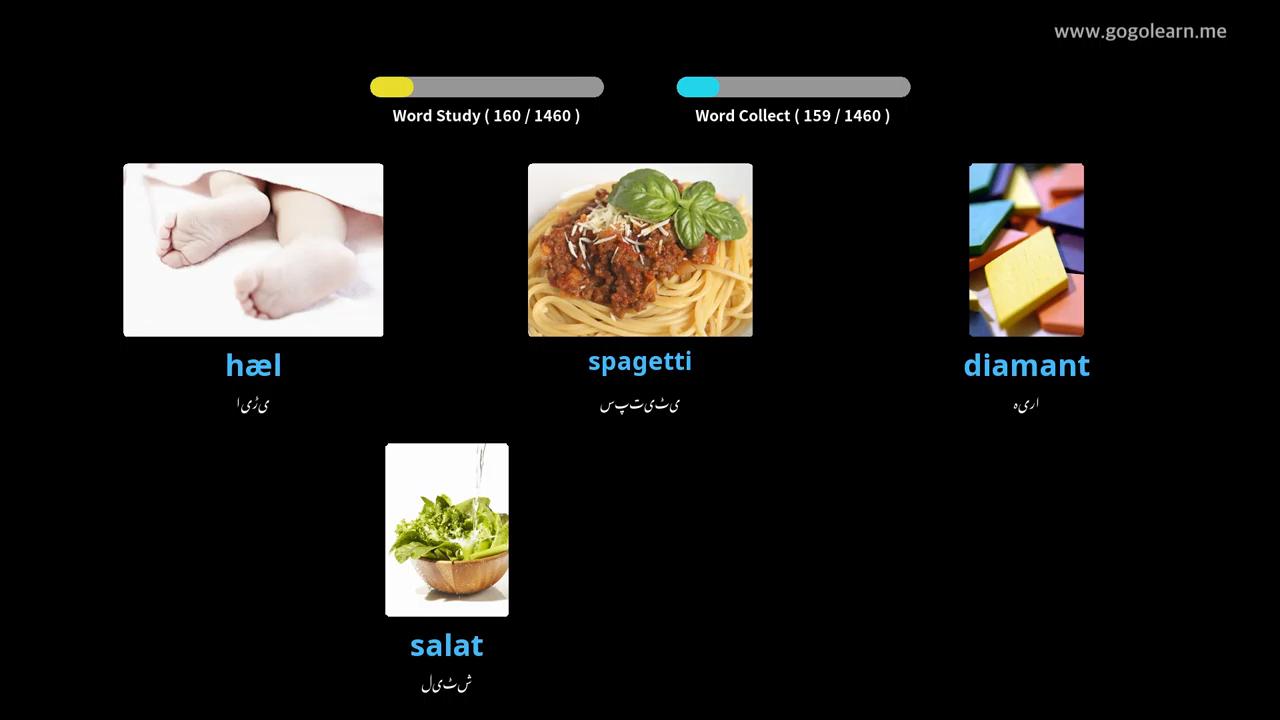 www.gogolearn.me
Word Study ( 160 / 1460 )
Word Collect ( 159 / 1460 )
hæl
ایڑی
spagetti
سپتیٹی
diamant
ہیرا
salat
لیٹش